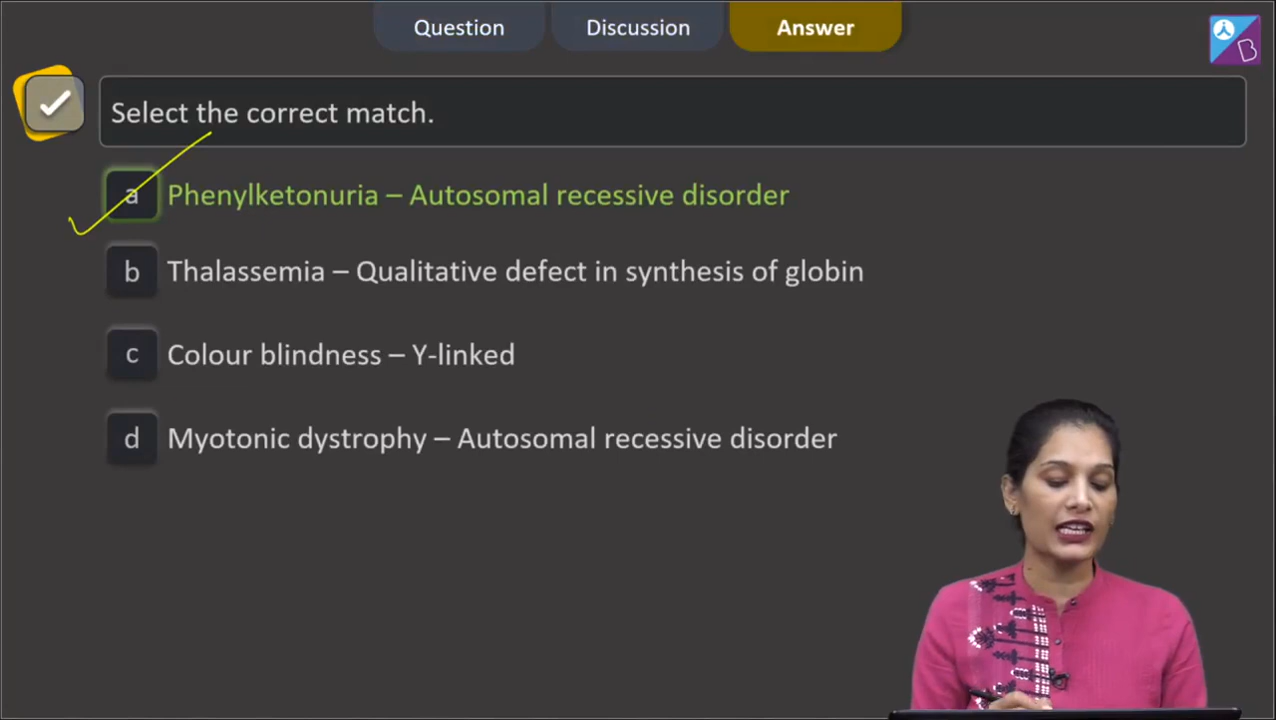 Question Discussion Answer
Select the correct match.
a Phenylketonuria – Autosomal recessive disorder
b Thalassemia – Qualitative defect in synthesis of globin
c Colour blindness – Y-linked
d Myotonic dystrophy – Autosomal recessive disorder
B